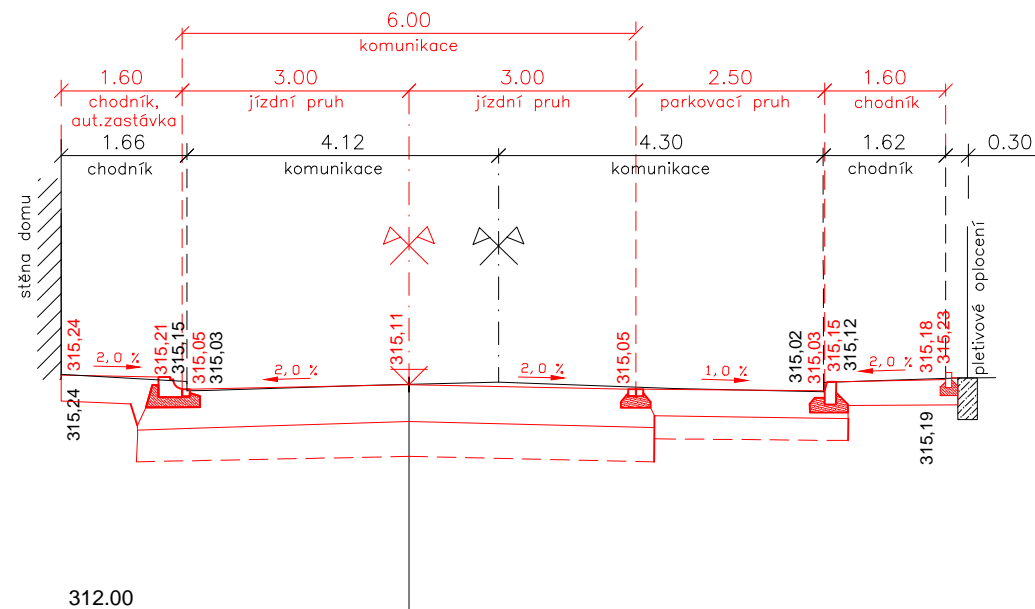 6.00
komunikace
1.60
3.00
3.00
2.50
1.60
chodník,
aut.zastávka
jízdní pruh
jízdní pruh
parkovací pruh
chodník
1.66
4.12
4.30
1.62
0.30
chodník
komunikace
komunikace
chodník
stěna domu
pletivové oplocení
315,24
2,0 %
315,21
315,15
315,05
315,03
2,0 %
315,11
2,0 %
315,05
1,0 %
315,02
315,03
315,15
315,12
2,0 %
315,18
315,23
315,24
315,19
312.00